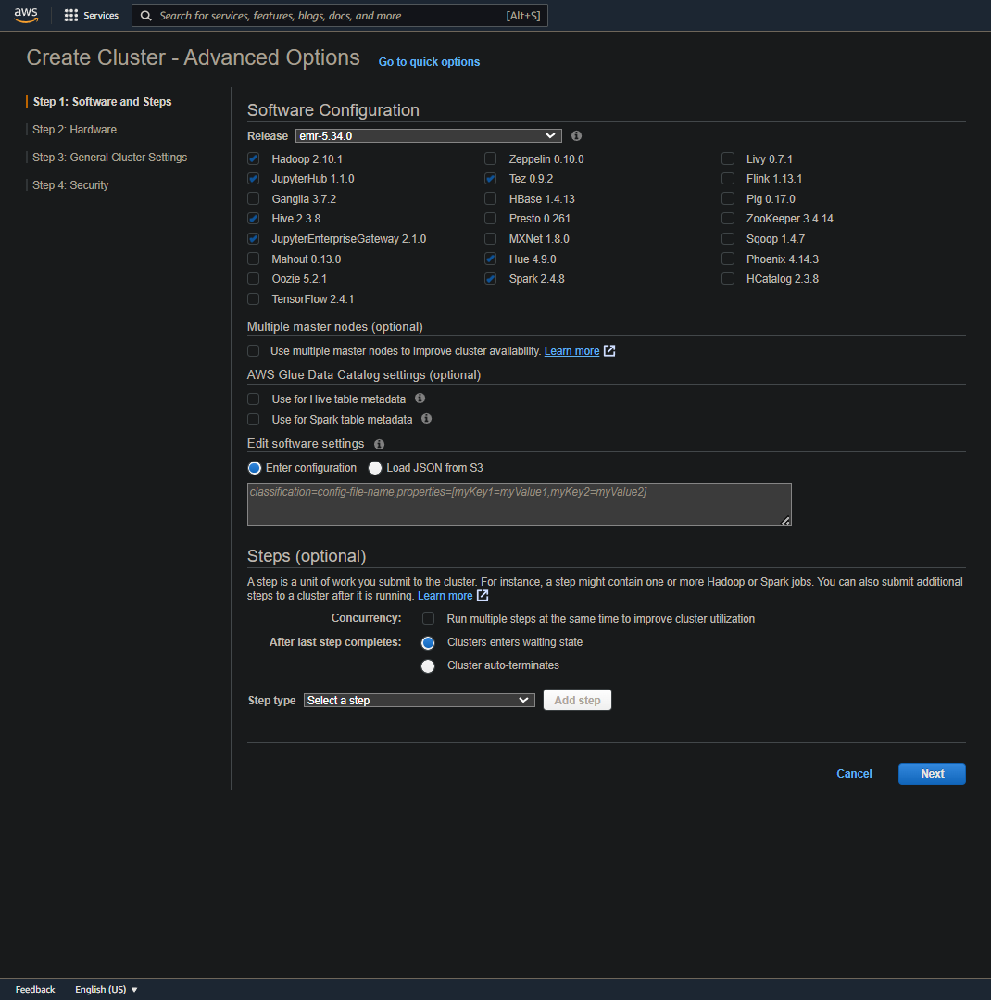 aws Services Search for services, features, blogs, docs, and more [Alt+S]
Create Cluster - Advanced Options Go to quick options
Step 1: Software and Steps
Step 2: Hardware
Step 3: General Cluster Settings
Step 4: Security
Software Configuration
Release emr-5.34.0
Hadoop 2.10.1 Zeppelin 0.10.0 Livy 0.7.1
JupyterHub 1.1.0 Tez 0.9.2 Flink 1.13.1
Ganglia 3.7.2 HBase 1.4.13 Pig 0.17.0
Hive 2.3.8 Presto 0.261 ZooKeeper 3.4.14
JupyterEnterpriseGateway 2.1.0 MXNet 1.8.0 Sqoop 1.4.7
Mahout 0.13.0 Hue 4.9.0 Phoenix 4.14.3
Oozie 5.2.1 Spark 2.4.8 HCatalog 2.3.8
TensorFlow 2.4.1
Multiple master nodes (optional)
Use multiple master nodes to improve cluster availability. Learn more
AWS Glue Data Catalog settings (optional)
Use for Hive table metadata
Use for Spark table metadata
Edit software settings
Enter configuration Load JSON from S3
classification=config-file-name,properties=[myKey1=myValue1,myKey2=myValue2]
Steps (optional)
A step is a unit of work you submit to the cluster. For instance, a step might contain one or more Hadoop or Spark jobs. You can also submit additional
steps to a cluster after it is running. Learn more
Concurrency: Run multiple steps at the same time to improve cluster utilization
After last step completes: Clusters enters waiting state
Cluster auto-terminates
Step type Select a step Add step
Cancel Next
Feedback English (US)